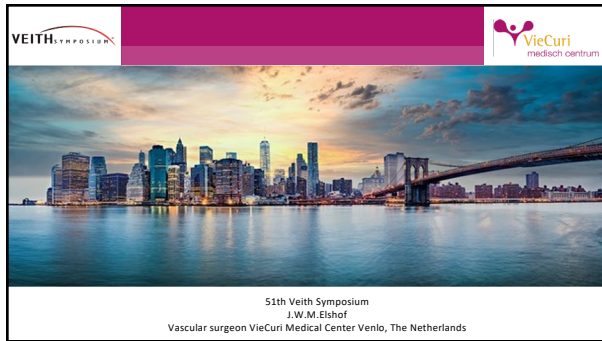 VEITHSYMPOSIUM
VieCuri
medisch centrum
51th Veith Symposium
J.W.M.Elshof
Vascular surgeon VieCuri Medical Center Venlo, The Netherlands